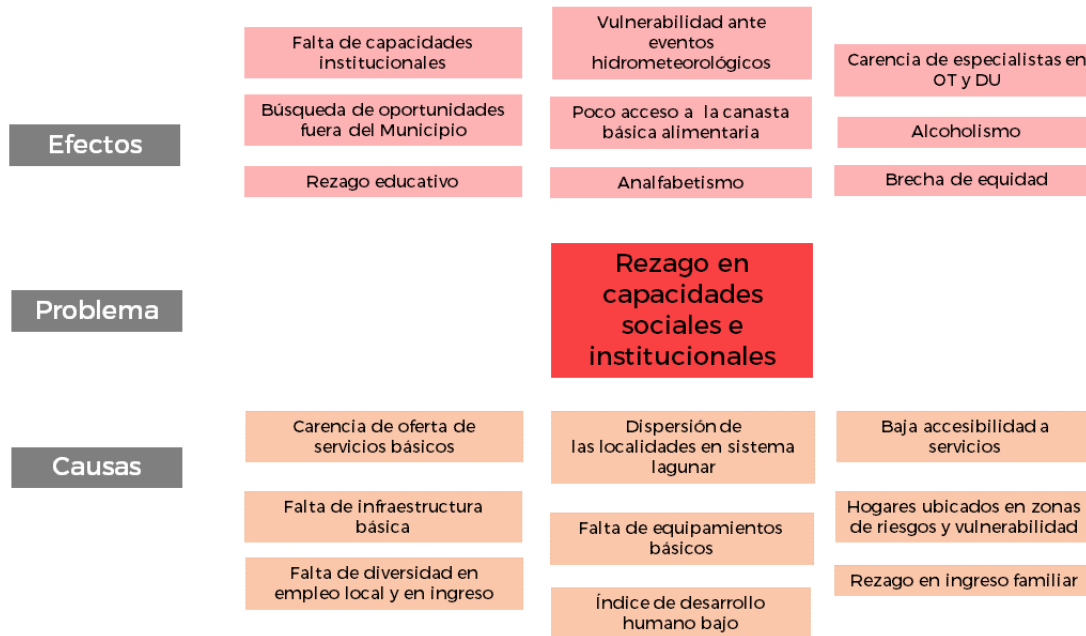 Efectos
Falta de capacidades
institucionales
Vulnerabilidad ante
eventos
hidrometeorológicos
Carencia de especialistas en
OT y DU
Búsqueda de oportunidades
fuera del Municipio
Poco acceso a la canasta
básica alimentaria
Alcoholismo
Rezago educativo
Analfabetismo
Brecha de equidad
Problema
Rezago en
capacidades
sociales e
institucionales
Causas
Carencia de oferta de
servicios básicos
Dispersión de
las localidades en sistema
lagunar
Baja accesibilidad a
servicios
Falta de infraestructura
básica
Falta de equipamientos
básicos
Hogares ubicados en zonas
de riesgos y vulnerabilidad
Falta de diversidad en
empleo local y en ingreso
Índice de desarrollo
humano bajo
Rezago en ingreso familiar